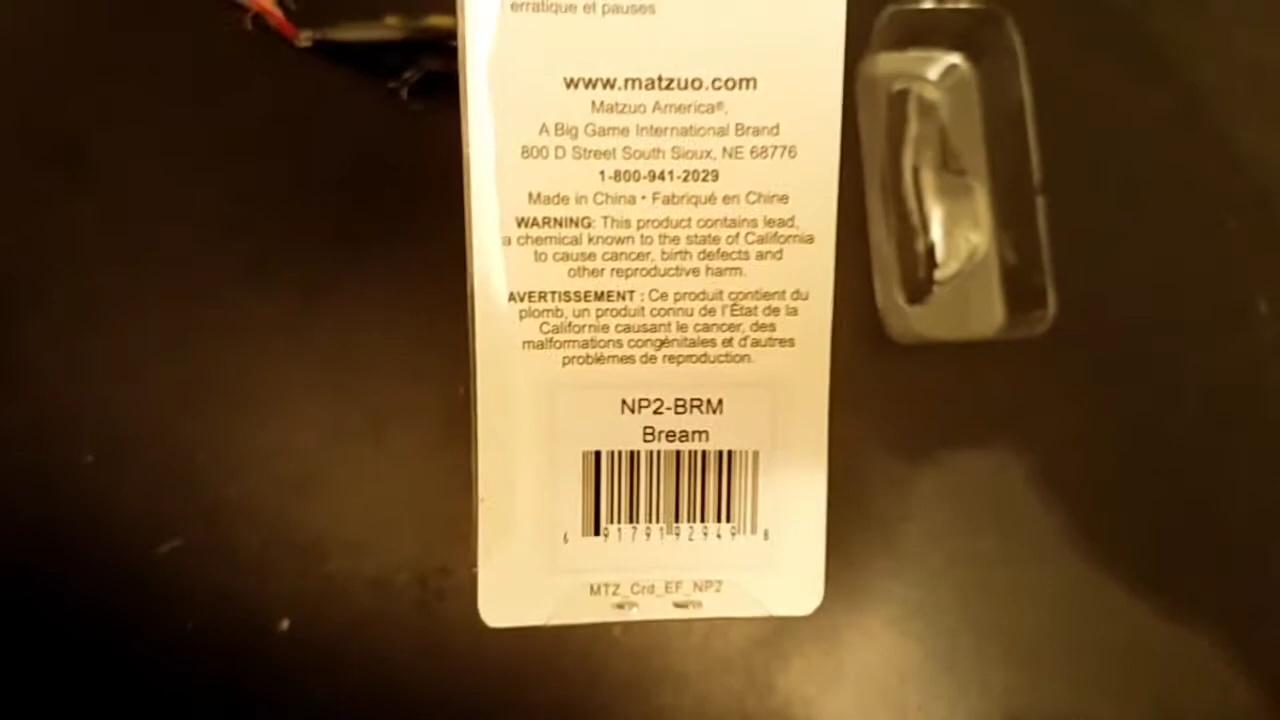 erratique et pauses
www.matzuo.com
Matzuo America®,
A Big Game International Brand
800 D Street South Sioux, NE 68776
1-800-941-2029
Made in China • Fabriqué en Chine
WARNING: This product contains lead,
a chemical known to the state of California
to cause cancer, birth defects and
other reproductive harm.
AVERTISSEMENT : Ce produit contient du
plomb, un produit connu de l'État de la
Californie causant le cancer, des
malformations congénitales et d'autres
problèmes de reproduction.
NP2-BRM
Bream
6 91791 92949 8
MTZ_Crd_EF_NP2